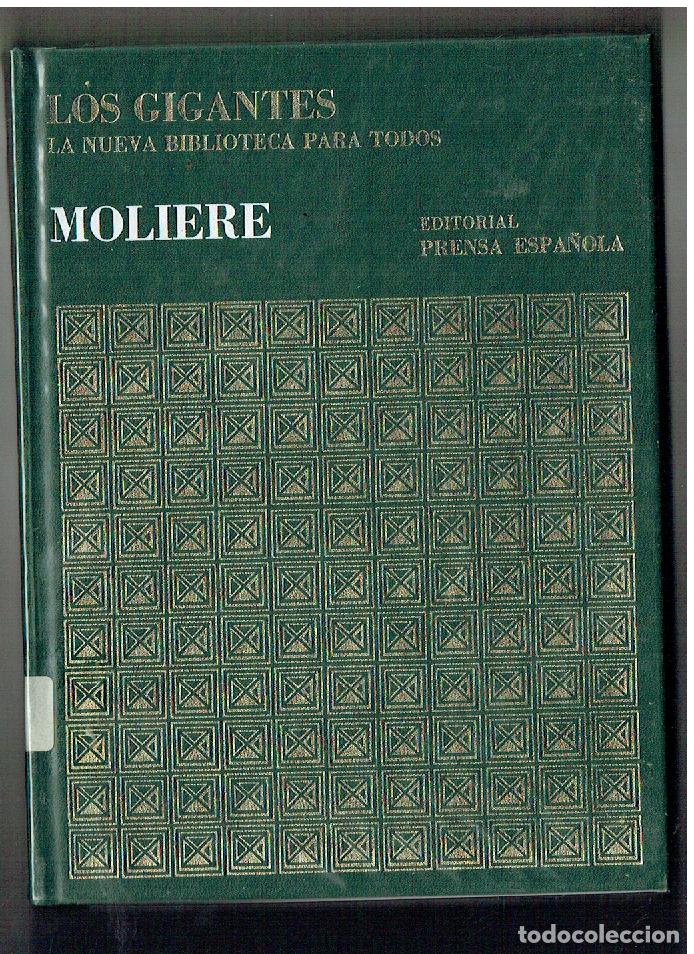 LOS GIGANTES
LA NUEVA BIBLIOTECA PARA TODOS
MOLIERE
EDITORIAL
PRENSA ESPAÑOLA
todocoleccion